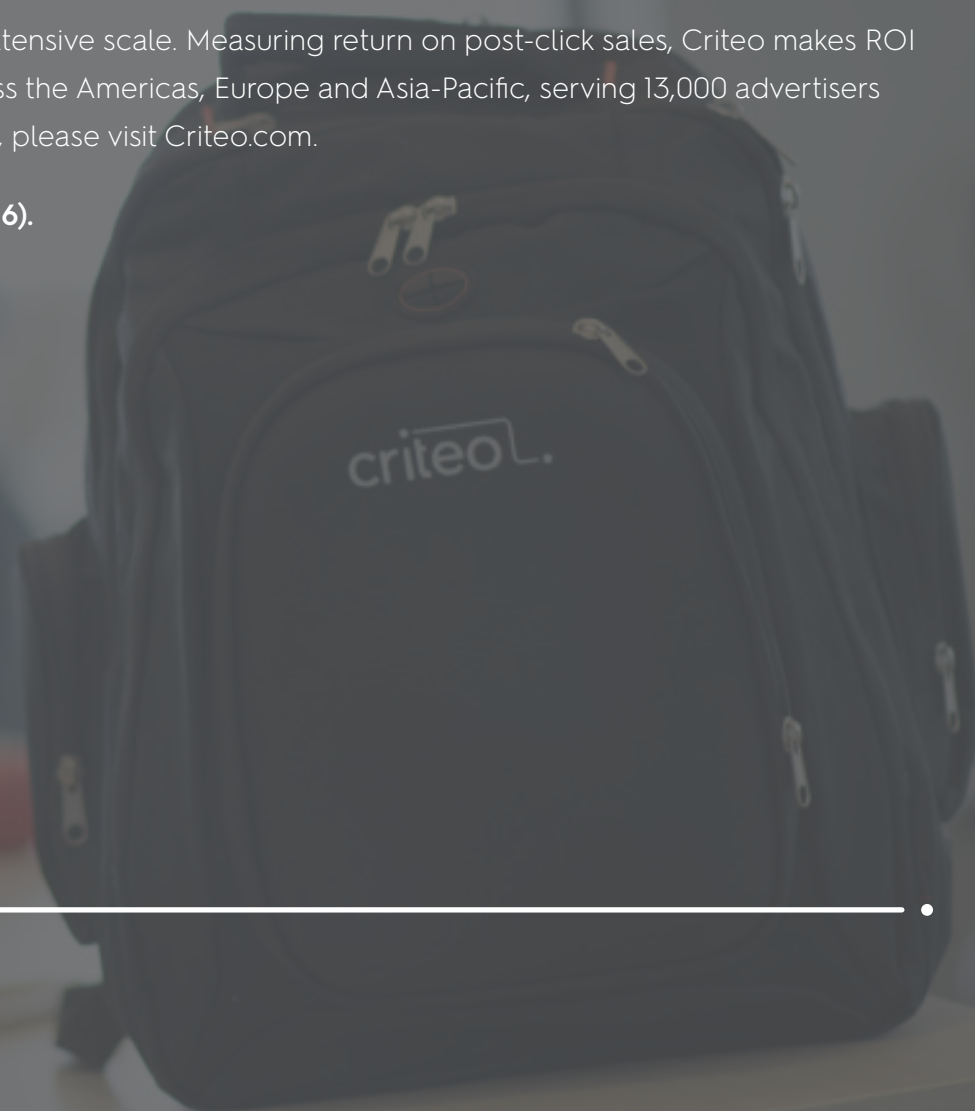 tensive scale. Measuring return on post-click sales, Criteo makes ROI
ss the Americas, Europe and Asia-Pacific, serving 13,000 advertisers
, please visit Criteo.com.
6).
criteo.